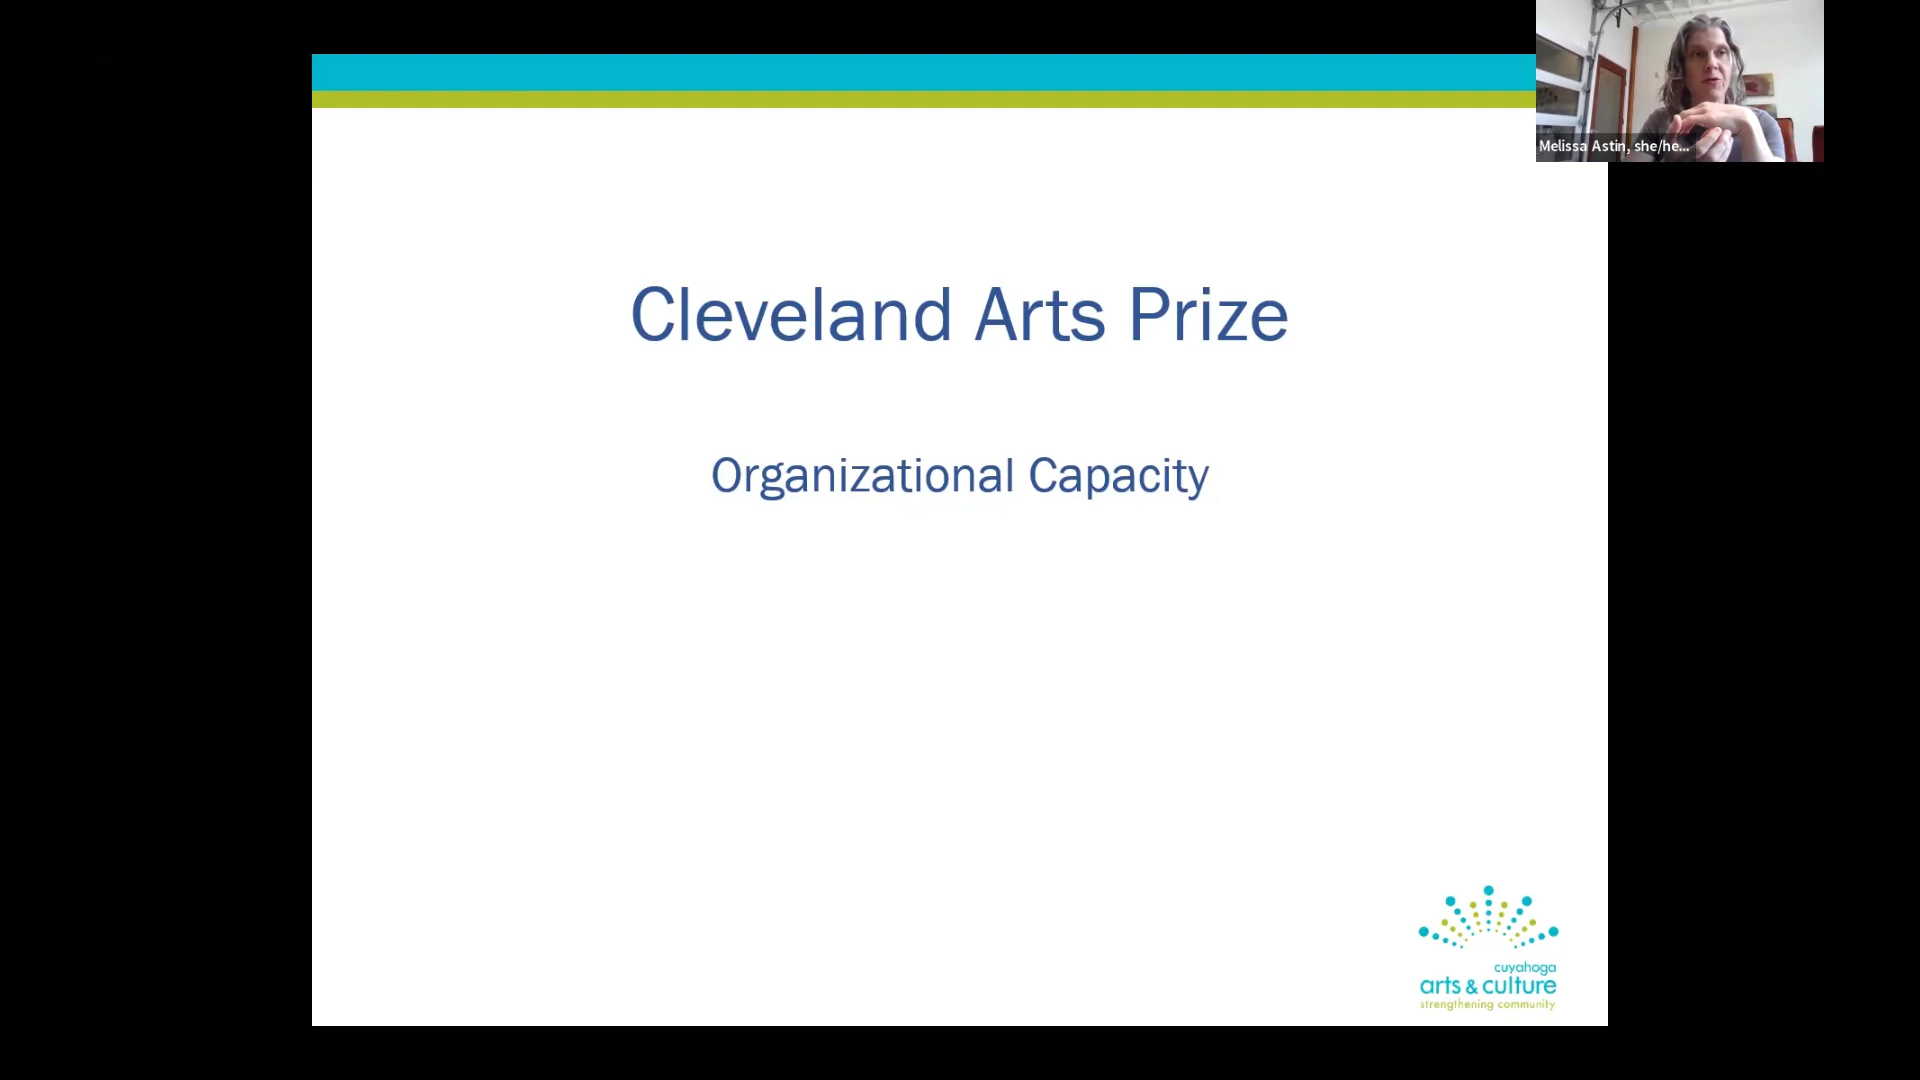 Melissa Astin, she/he...
Cleveland Arts Prize
Organizational Capacity
cuyahoga
arts & culture
strengthening community